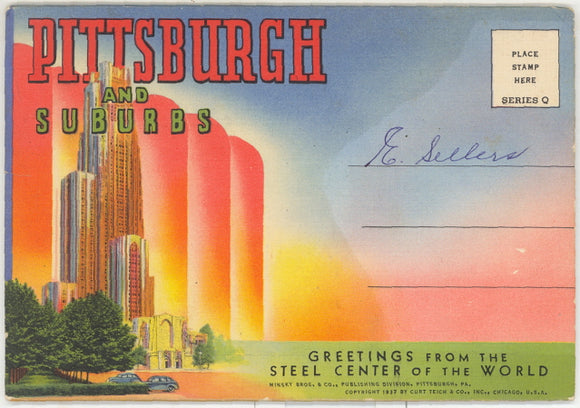 PITTSBURGH
AND
SUBURBS
PLACE
STAMP
HERE
SERIES Q
E. Sellers
GREETINGS FROM THE
STEEL CENTER OF THE WORLD
MINSKY BROS. & CO., PUBLISHING DIVISION, PITTSBURGH, PA.
COPYRIGHT 1937 BY CURT TEICH & CO., INC., CHICAGO, U.S.A.